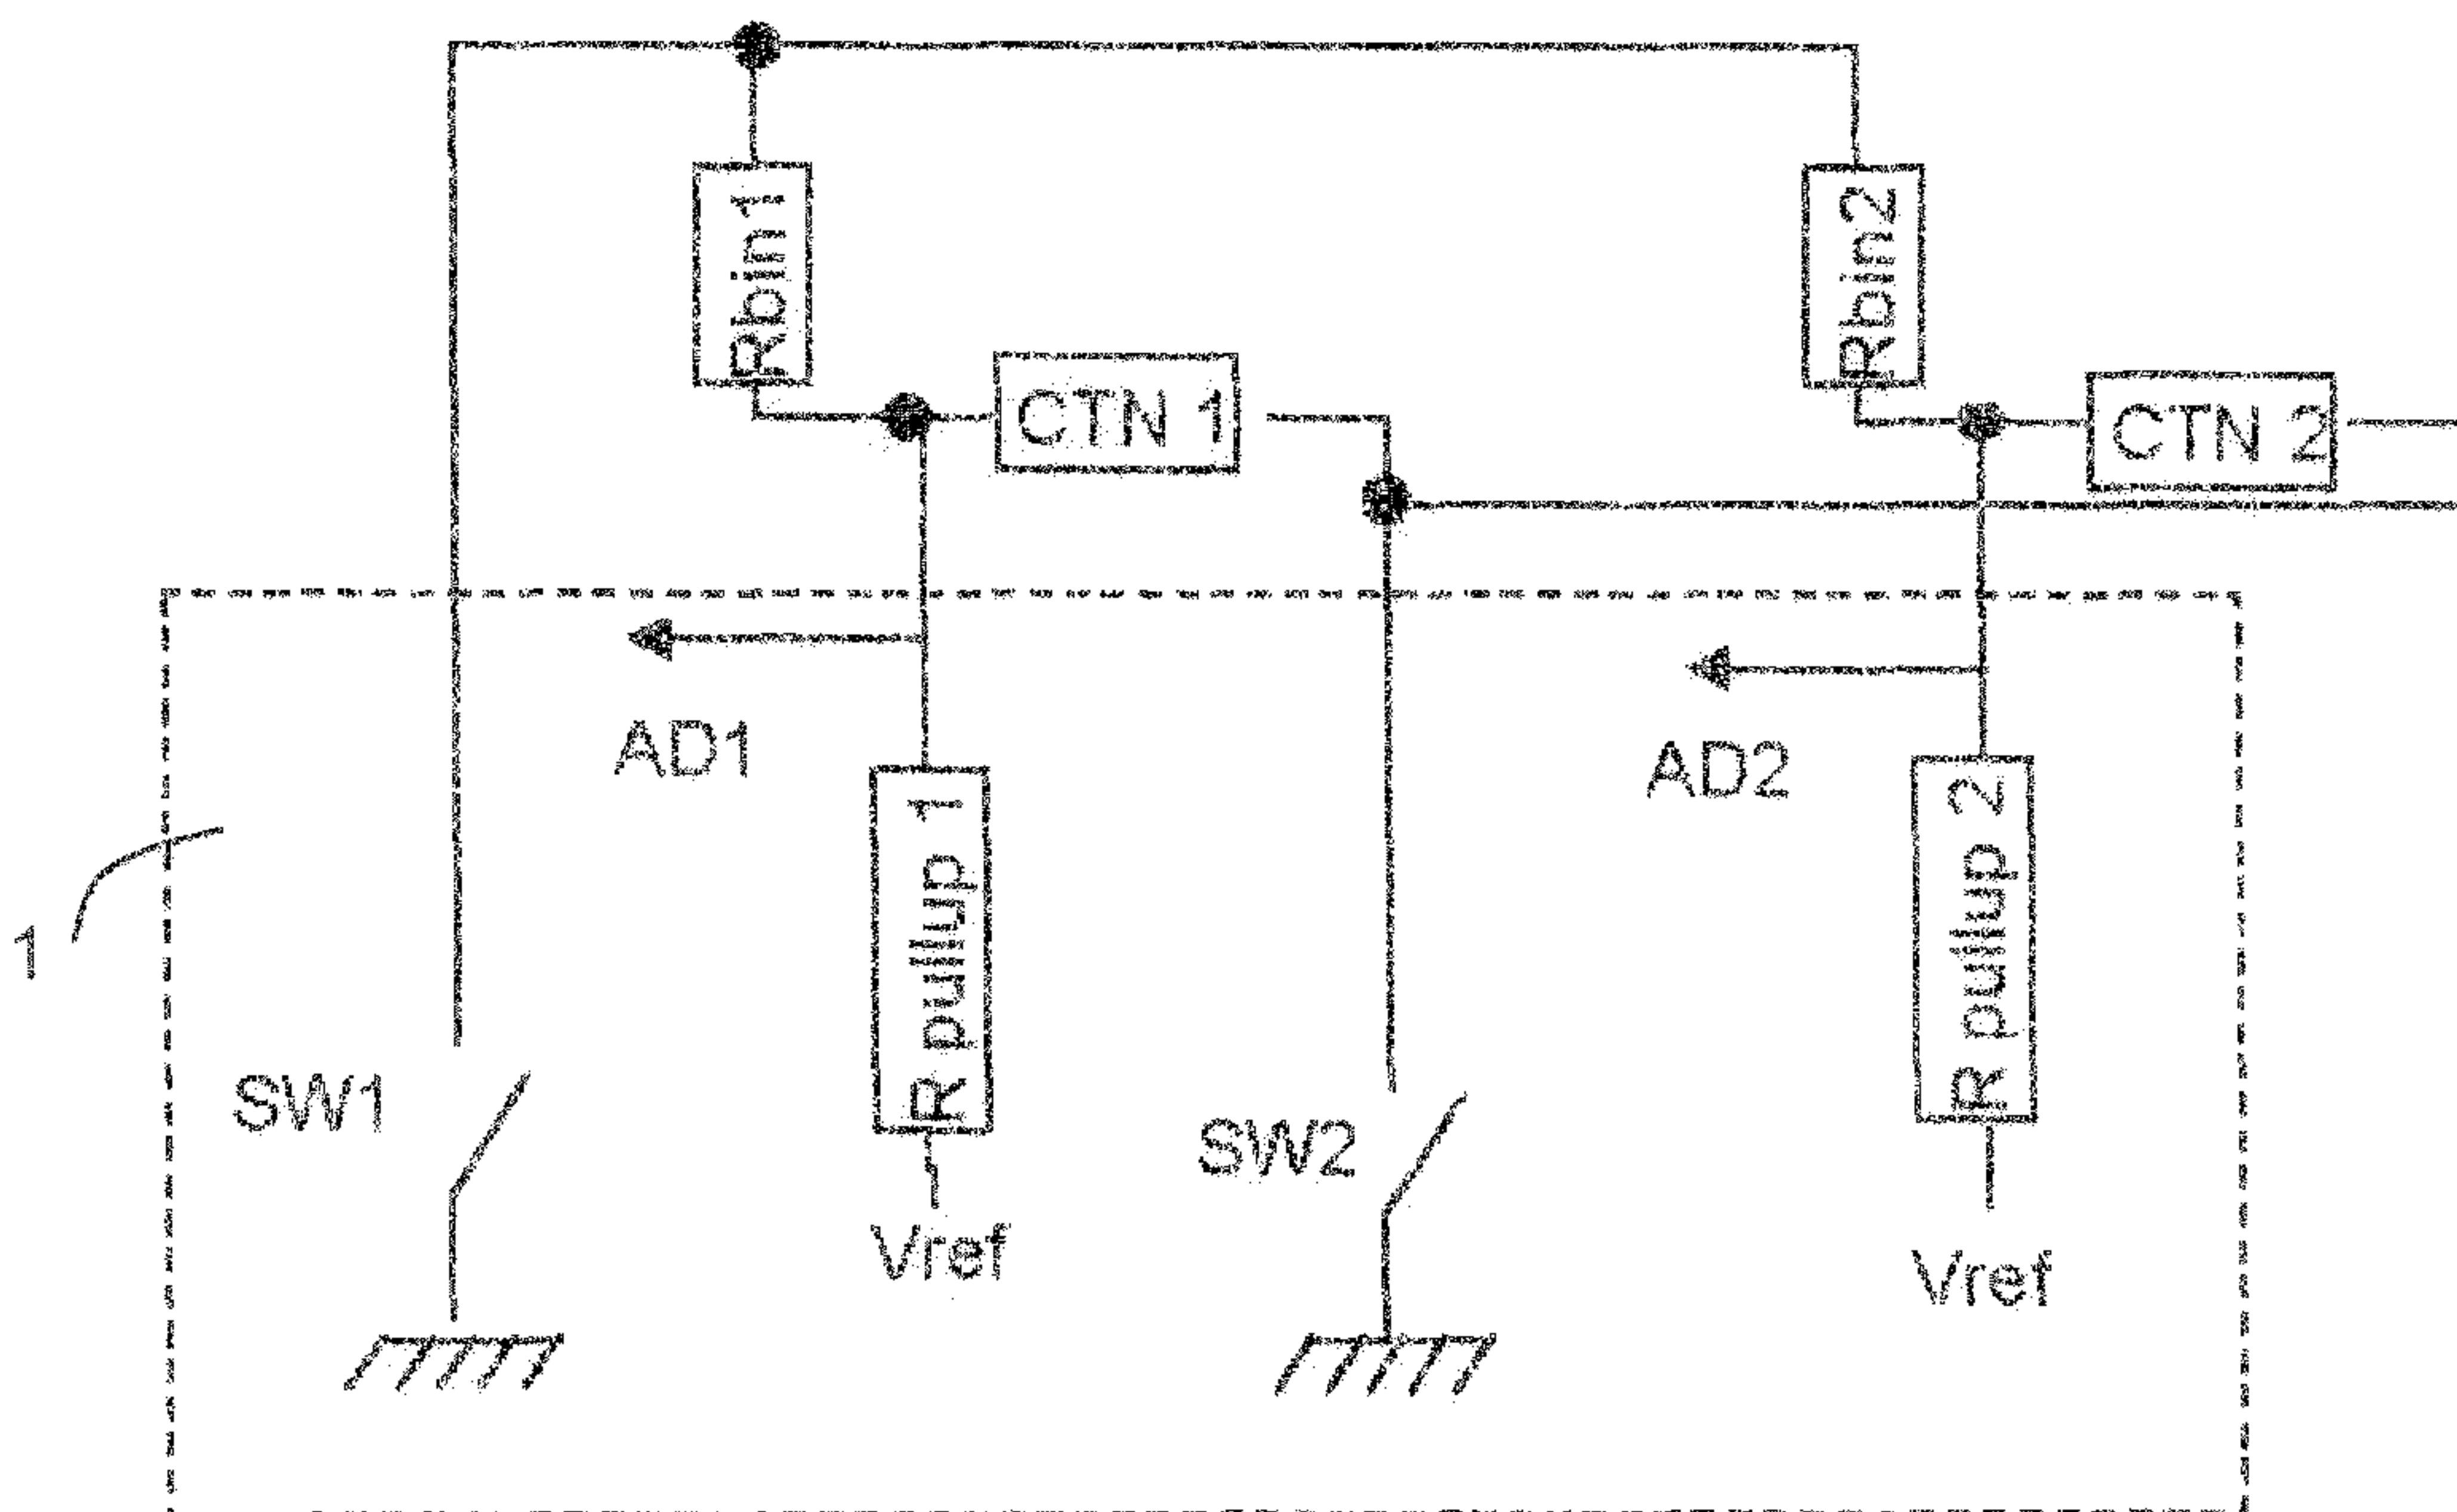 Rbin1
Rbin2
CTN 1
CTN 2
AD1
AD2
R pullup 1
R pullup 2
1
SW1
SW2
Vref
Vref